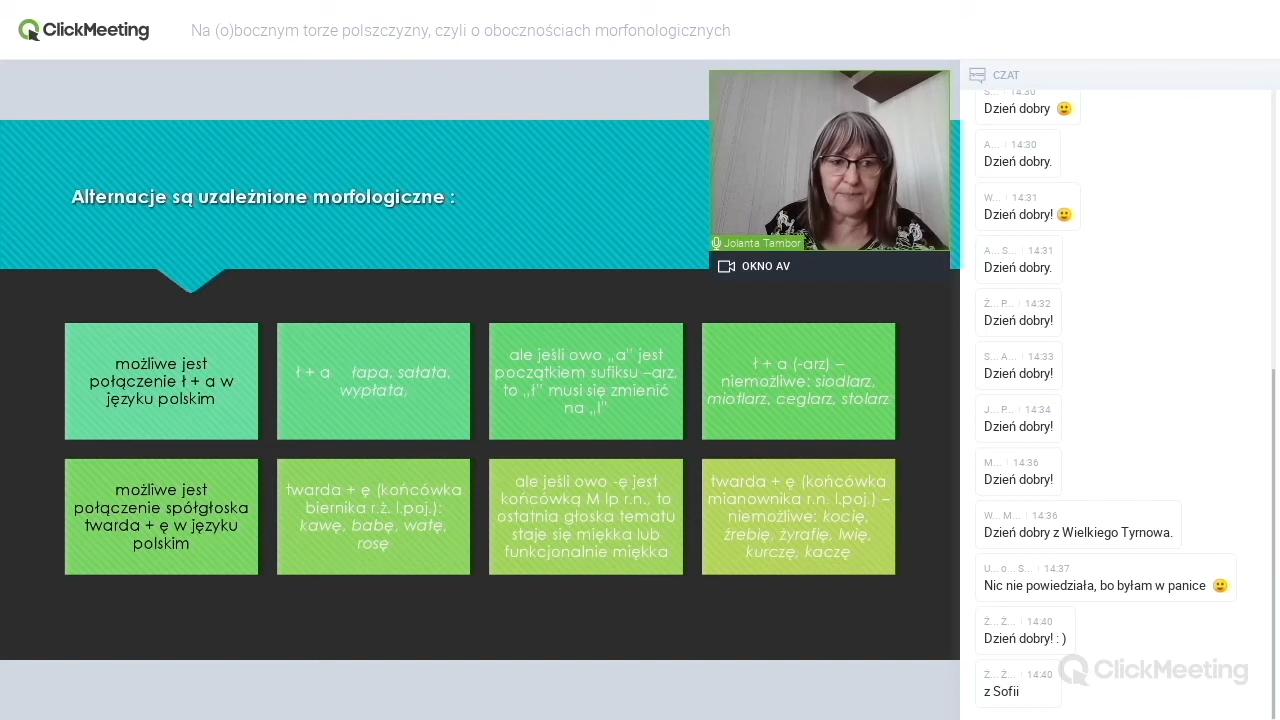 ClickMeeting
Na (o)bocznym torze polszczyzny, czyli o obocznościach morfonologicznych
Alternacje są uzależnione morfologiczne :
Jolanta Tambor
OKNO AV
możliwe jest
połączenie ł + a w
języku polskim
ł + a łapa, sałata,
wypłata,
ale jeśli owo „a” jest
początkiem sufiksu –arz,
to „ł” musi się zmienić
na „l”
ł + a (-arz) –
niemożliwe: siodlarz,
miotlarz, ceglarz, stolarz
możliwe jest
połączenie spółgłoska
twarda + ę w języku
polskim
twarda + ę (końcówka
biernika r.ż. l.poj.):
kawę, babę, watę,
rosę
ale jeśli owo -ę jest
końcówką M lp r.n., to
ostatnia głoska tematu
staje się miękka lub
funkcjonalnie miękka
twarda + ę (końcówka
mianownika r.n. l.poj.) –
niemożliwe: kocię,
źrebię, żyrafię, lwię,
kurczę, kaczę
CZAT
S... 14:30
Dzień dobry 🙂
A... 14:30
Dzień dobry.
W... 14:31
Dzień dobry! 🙂
A... S... 14:31
Dzień dobry.
Ż... P... 14:32
Dzień dobry!
S... A... 14:33
Dzień dobry!
J... P... 14:34
Dzień dobry!
M... 14:36
Dzień dobry!
W... M... 14:36
Dzień dobry z Wielkiego Tyrnowa.
U... o... S... 14:37
Nic nie powiedziała, bo byłam w panice 🙂
Ż... Ż... 14:40
Dzień dobry! : )
Ż... Ż... 14:40
z Sofii
ClickMeeting